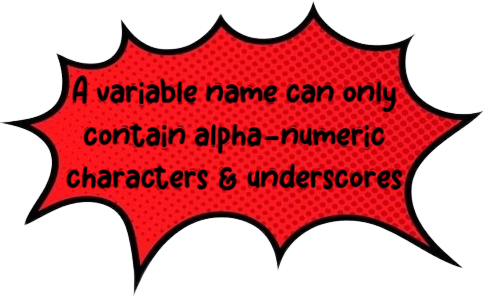 A variable name can only
contain alpha-numeric
characters & underscores